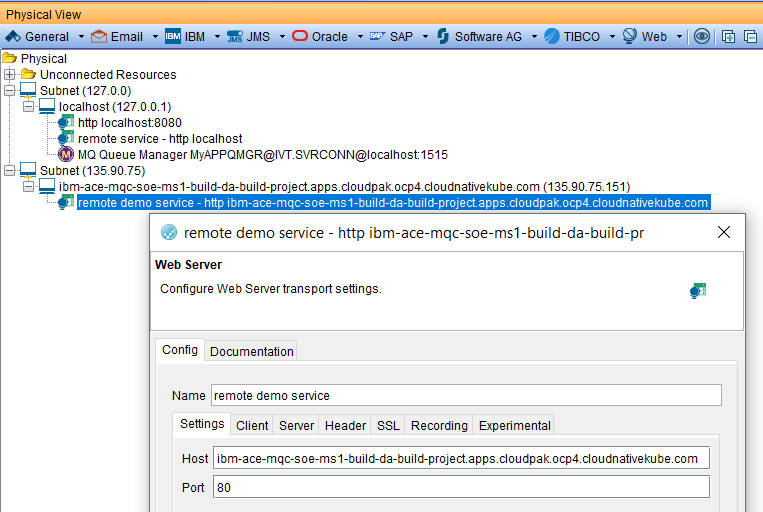 Physical View
General Email IBM JMS Oracle SAP Software AG TIBCO Web
Physical
Unconnected Resources
Subnet (127.0.0)
localhost (127.0.0.1)
http localhost:8080
remote service - http localhost
MQ Queue Manager MyAPPQMGR@IVT.SVRCONN@localhost:1515
Subnet (135.90.75)
ibm-ace-mqc-soe-ms1-build-da-build-project.apps.cloudpak.ocp4.cloudnativekube.com (135.90.75.151)
remote demo service - http ibm-ace-mqc-soe-ms1-build-da-build-project.apps.cloudpak.ocp4.cloudnativekube.com
remote demo service - http ibm-ace-mqc-soe-ms1-build-da-build-pr
Web Server
Configure Web Server transport settings.
Config Documentation
Name remote demo service
Settings Client Server Header SSL Recording Experimental
Host ibm-ace-mqc-soe-ms1-build-da-build-project.apps.cloudpak.ocp4.cloudnativekube.com
Port 80